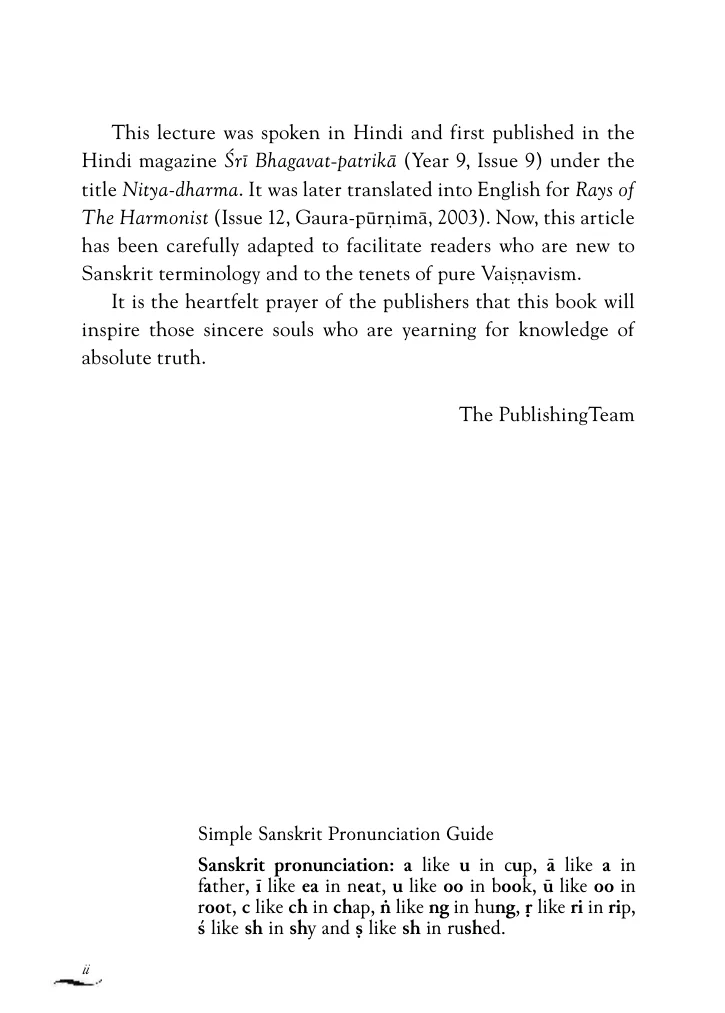 This lecture was spoken in Hindi and first published in the
Hindi magazine Śrī Bhagavat-patrikā (Year 9, Issue 9) under the
title Nitya-dharma. It was later translated into English for Rays of
The Harmonist (Issue 12, Gaura-pūrṇimā, 2003). Now, this article
has been carefully adapted to facilitate readers who are new to
Sanskrit terminology and to the tenets of pure Vaiṣṇavism.
It is the heartfelt prayer of the publishers that this book will
inspire those sincere souls who are yearning for knowledge of
absolute truth.
The PublishingTeam
Simple Sanskrit Pronunciation Guide
Sanskrit pronunciation: a like u in cup, ā like a in
father, ī like ea in neat, u like oo in book, ū like oo in
root, c like ch in chap, ṅ like ng in hung, ṛ like ri in rip,
ś like sh in shy and ṣ like sh in rushed.
ii